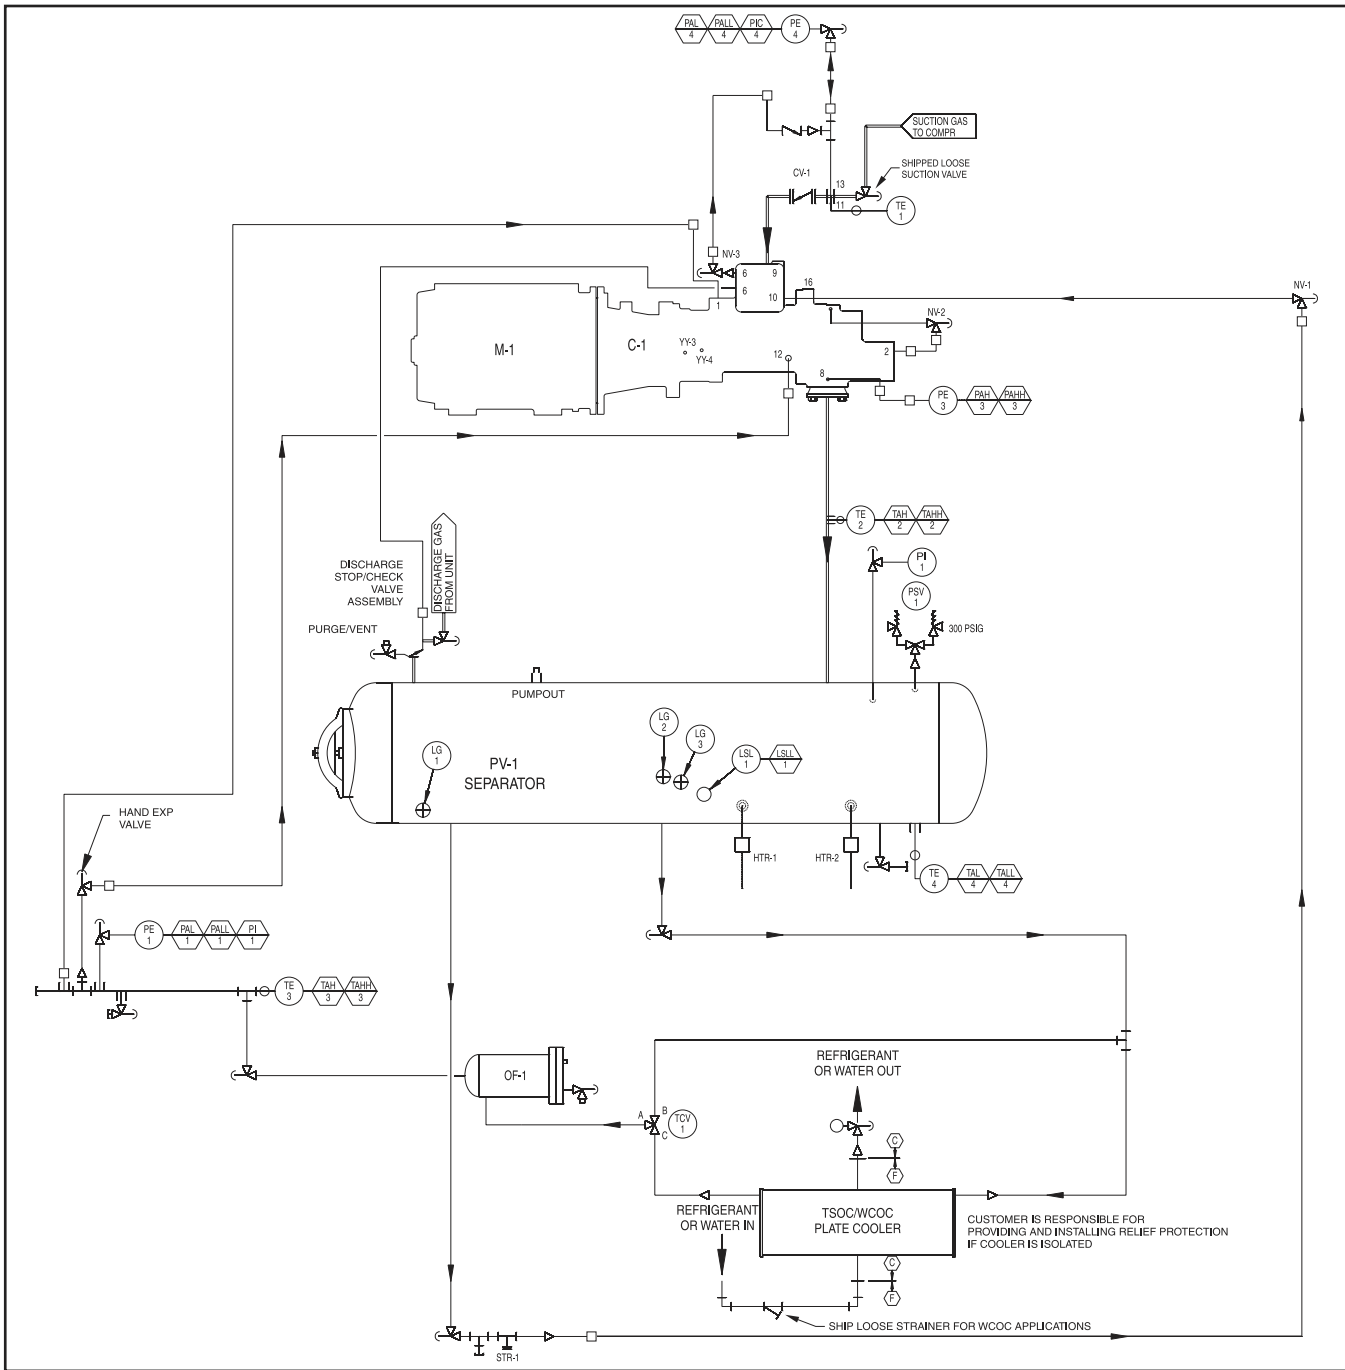 PAL
4
PALL
4
PIC
4
PE
4
SUCTION GAS
TO COMPR
SHIPPED LOOSE
SUCTION VALVE
CV-1
13
11
TE
1
NV-3
6
9
6
10
1
16
NV-1
NV-2
M-1
C-1
YY-3
YY-4
12
2
8
PE
3
PAH
3
PAHH
3
TE
2
TAH
2
TAHH
2
DISCHARGE
STOP/CHECK
VALVE
ASSEMBLY
DISCHARGE GAS
FROM UNIT
PI
1
PSV
1
300 PSIG
PURGE/VENT
PUMPOUT
LG
1
PV-1
SEPARATOR
LG
2
LG
3
LSL
1
LSLL
1
HAND EXP
VALVE
HTR-1
HTR-2
TE
4
TAL
4
TALL
4
PE
1
PAL
1
PALL
1
PI
1
TE
3
TAH
3
TAHH
3
OF-1
REFRIGERANT
OR WATER OUT
A
B
C
TCV
1
C
F
REFRIGERANT
OR WATER IN
TSOC/WCOC
PLATE COOLER
CUSTOMER IS RESPONSIBLE FOR
PROVIDING AND INSTALLING RELIEF PROTECTION
IF COOLER IS ISOLATED
C
F
SHIP LOOSE STRAINER FOR WCOC APPLICATIONS
STR-1